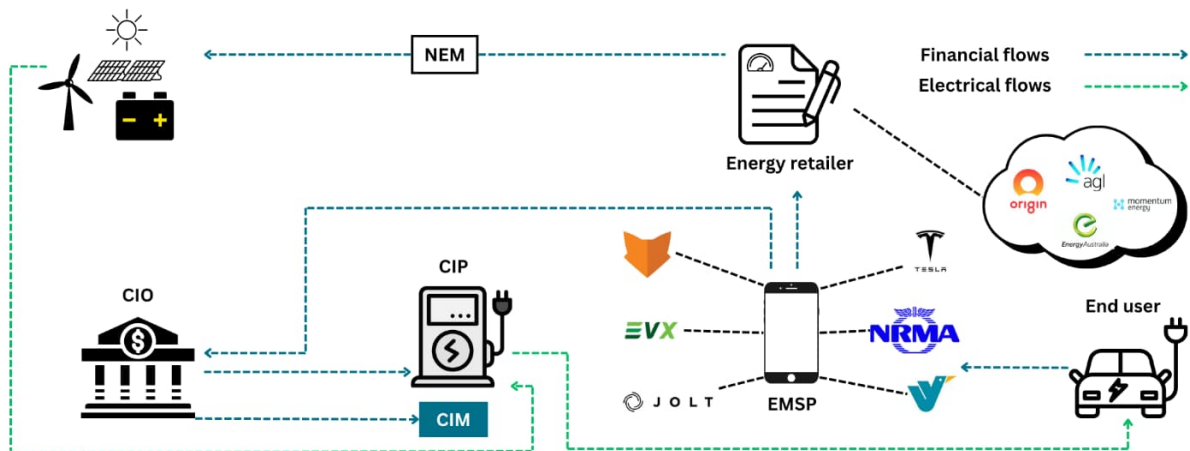 NEM
Financial flows
Electrical flows
Energy retailer
origin
agl
momentum
energy
EnergyAustralia
CIO
CIP
TESLA
EVX
NRMA
End user
JOLT
EMSP
CIM